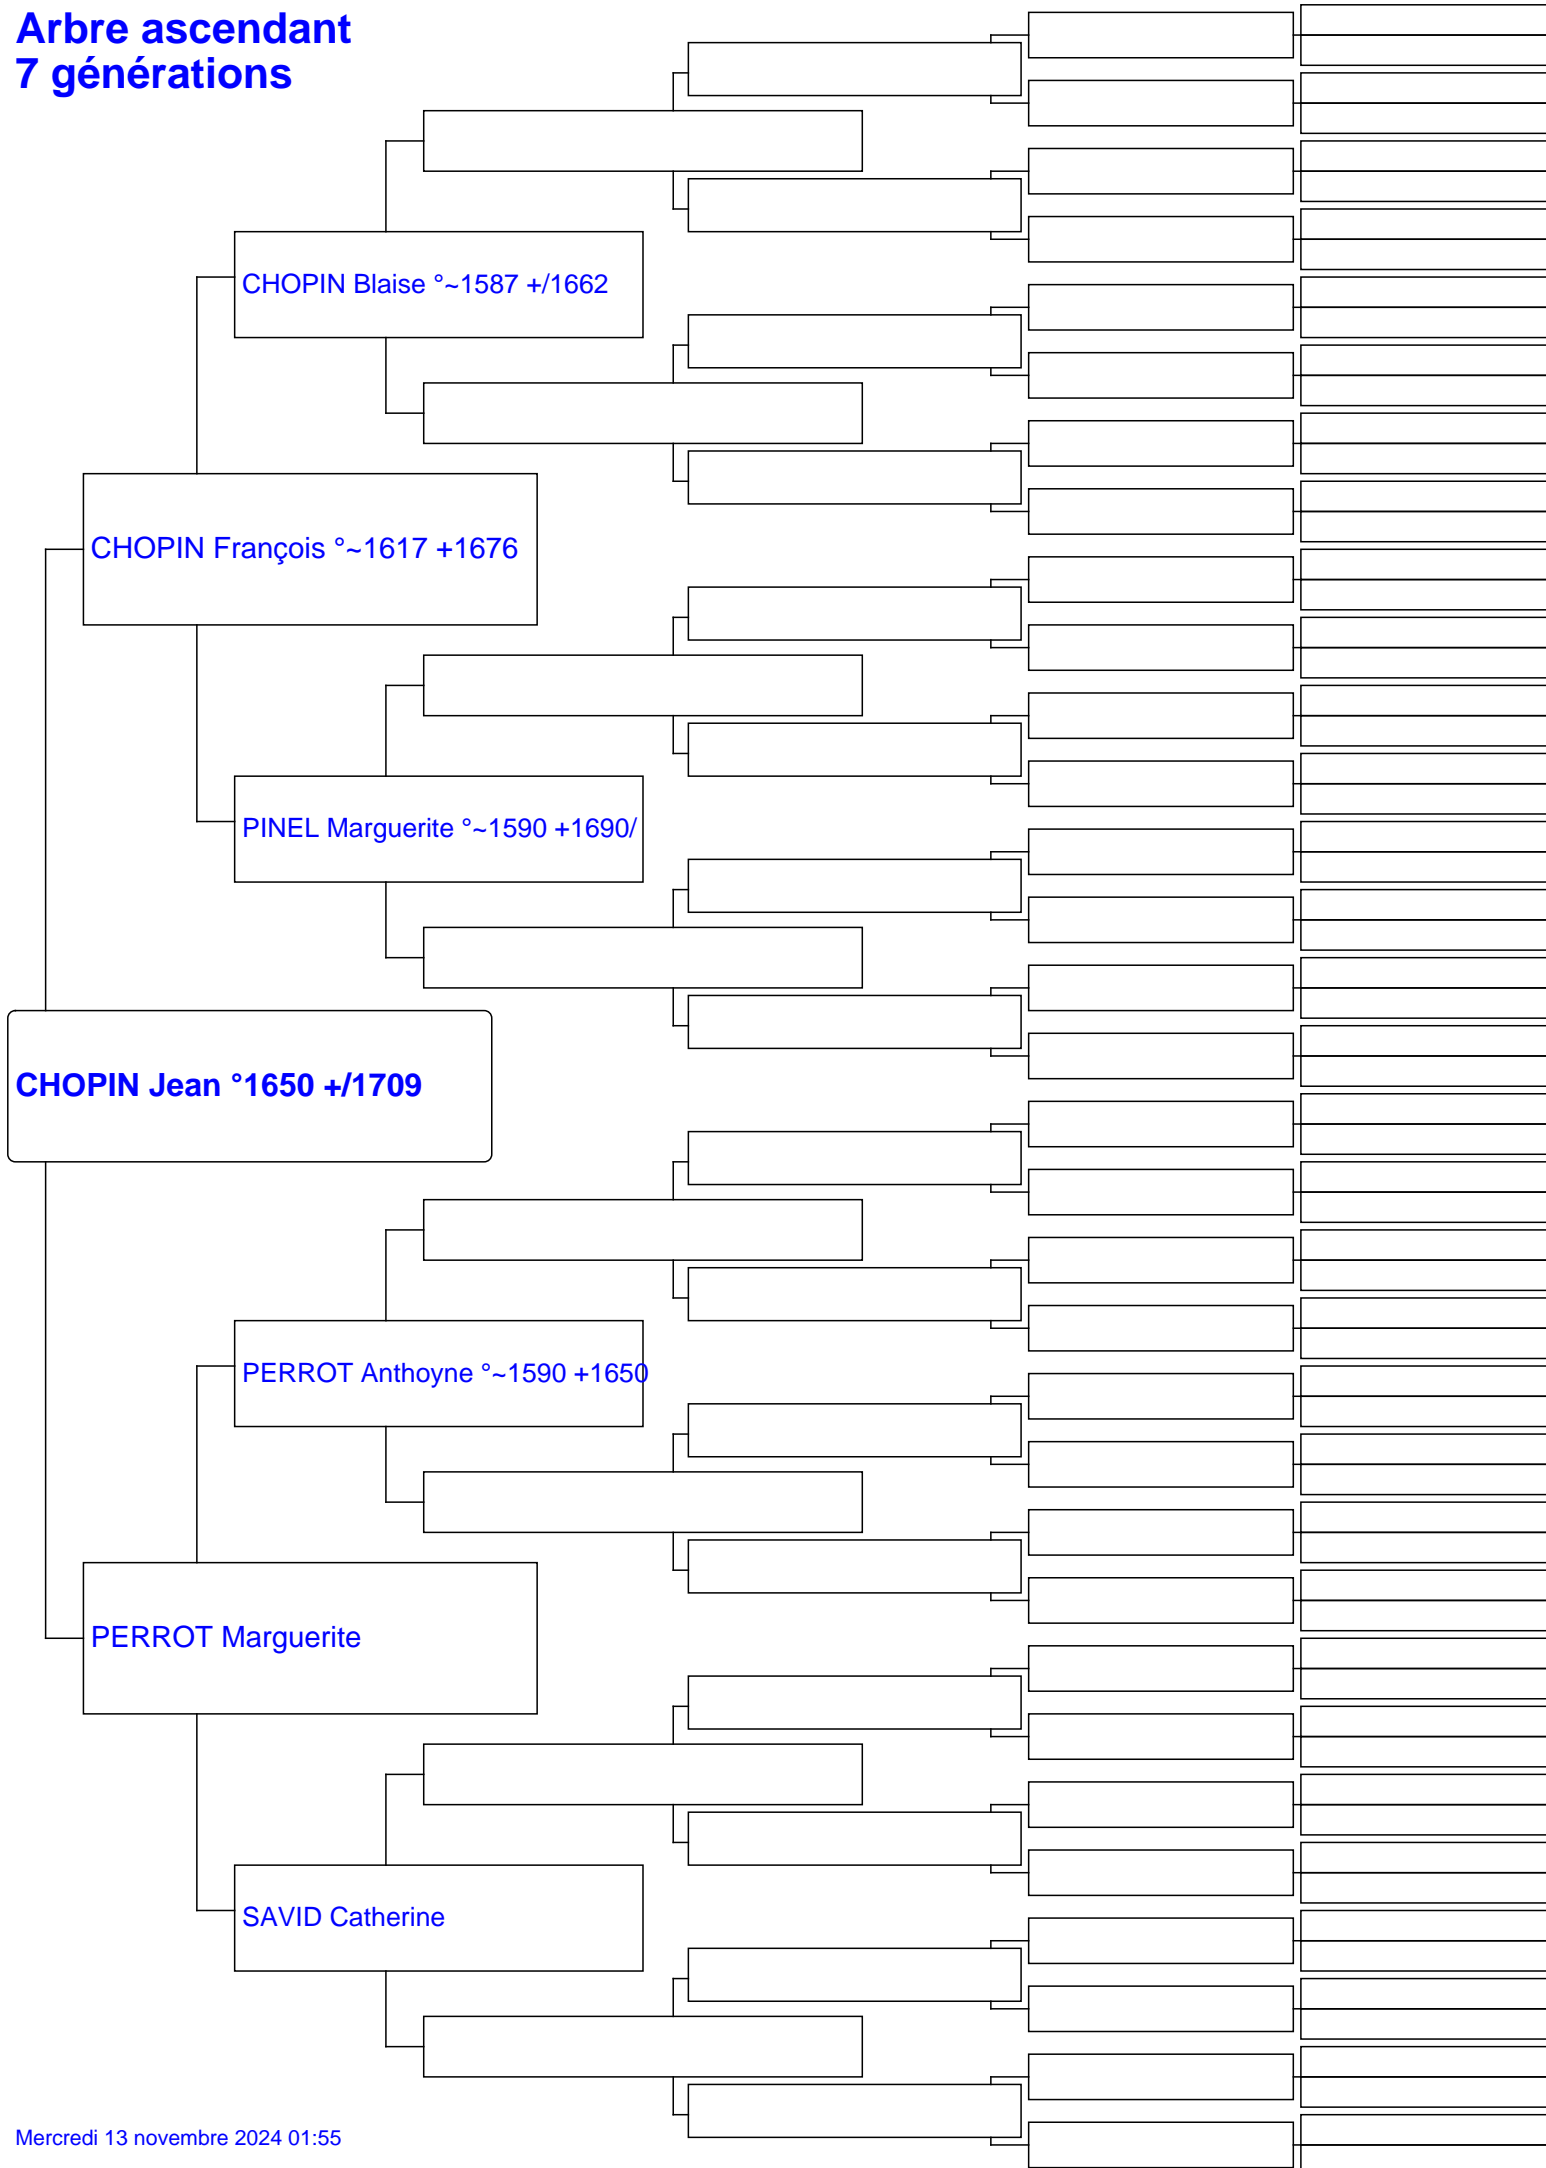 Arbre ascendant
7 générations
CHOPIN Blaise °~1587 +/1662
CHOPIN François °~1617 +1676
PINEL Marguerite °~1590 +1690/
CHOPIN Jean °1650 +/1709
PERROT Anthoyne °~1590 +1650
PERROT Marguerite
SAVID Catherine
Mercredi 13 novembre 2024 01:55